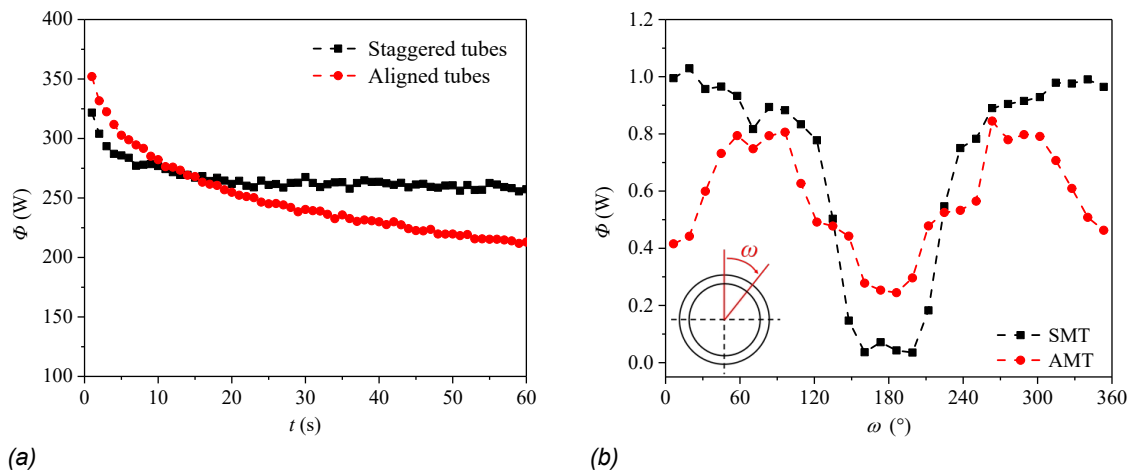 400
350
300
250
200
150
100
Φ (W)
0 10 20 30 40 50 60
t (s)
Staggered tubes
Aligned tubes
(a)
1.2
1.0
0.8
0.6
0.4
0.2
0.0
Φ (W)
0 60 120 180 240 300 360
ω (°)
ω
SMT
AMT
(b)